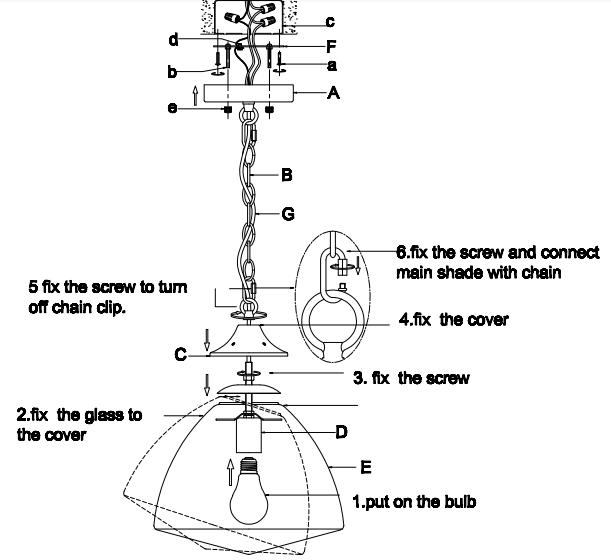 c
d
F
a
b
A
e
B
G
6.fix the screw and connect
main shade with chain
5 fix the screw to turn
off chain clip.
4.fix the cover
C
3. fix the screw
2.fix the glass to
the cover
D
E
1.put on the bulb